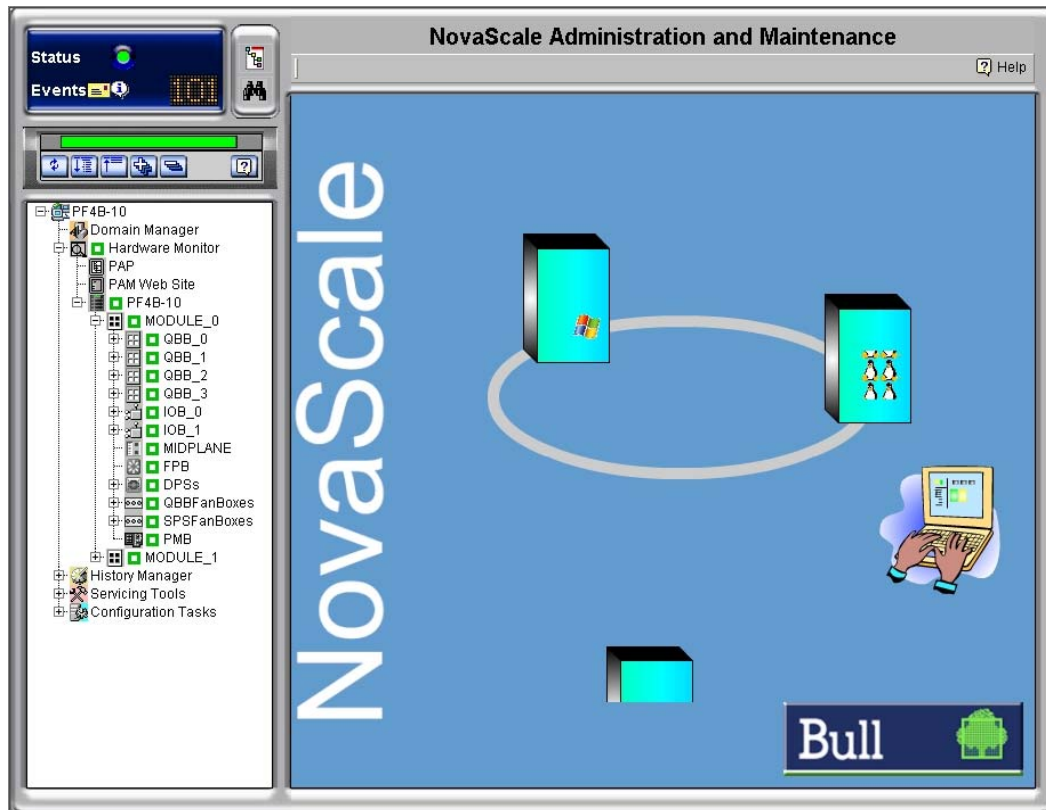 NovaScale Administration and Maintenance
Status
Events
101
Help
PF4B-10
Domain Manager
Hardware Monitor
PAP
PAM Web Site
PF4B-10
MODULE_0
QBB_0
QBB_1
QBB_2
QBB_3
IOB_0
IOB_1
MIDPLANE
FPB
DPSs
QBBFanBoxes
SPSFanBoxes
PMB
MODULE_1
History Manager
Servicing Tools
Configuration Tasks
NovaScale
Bull